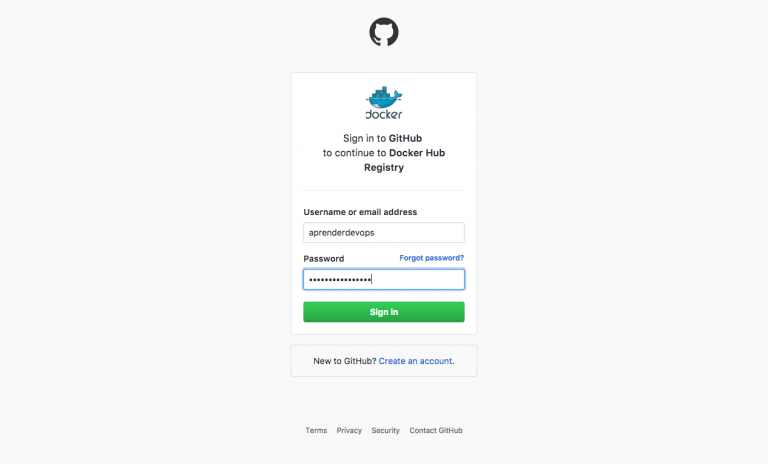 docker
Sign in to GitHub
to continue to Docker Hub
Registry
Username or email address
aprenderdevops
Password Forgot password?
•••••••••••••••
Sign in
New to GitHub? Create an account.
Terms Privacy Security Contact GitHub